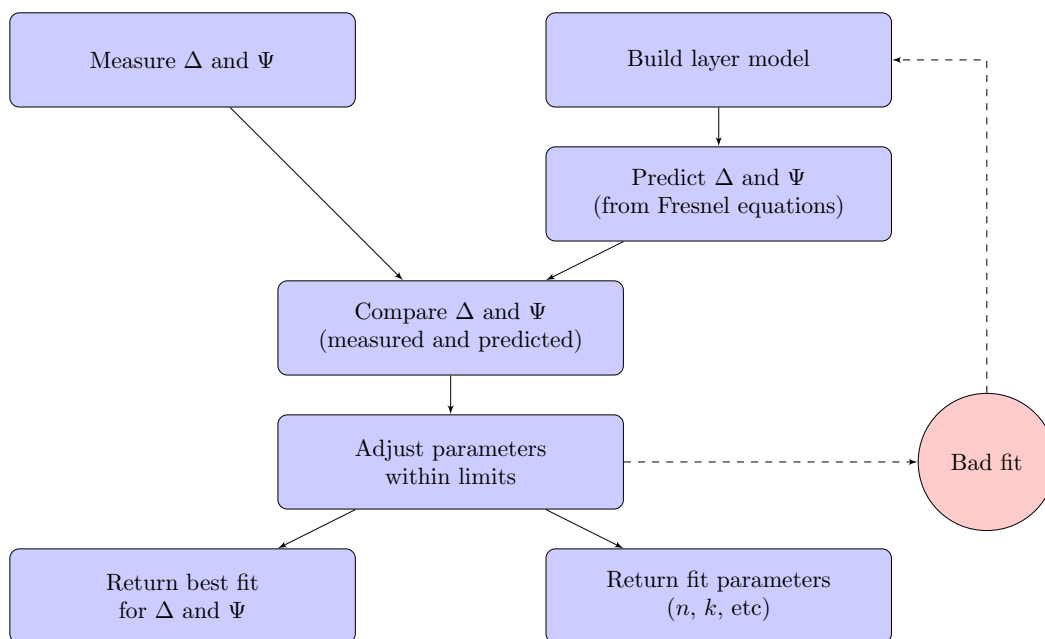 Measure Δ and Ψ
Build layer model
Predict Δ and Ψ
(from Fresnel equations)
Compare Δ and Ψ
(measured and predicted)
Adjust parameters
within limits
Bad fit
Return best fit
for Δ and Ψ
Return fit parameters
(n, k, etc)